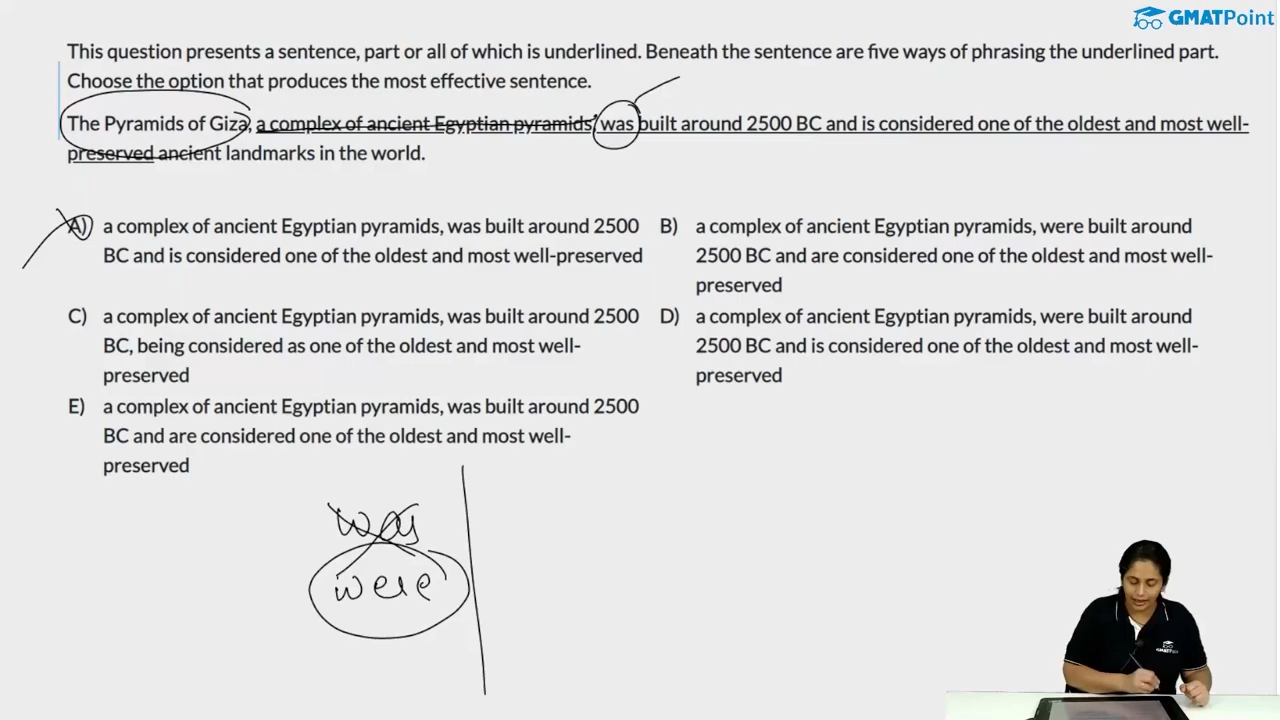 GMATPoint
This question presents a sentence, part or all of which is underlined. Beneath the sentence are five ways of phrasing the underlined part.
Choose the option that produces the most effective sentence.
The Pyramids of Giza, a complex of ancient Egyptian pyramids, was built around 2500 BC and is considered one of the oldest and most well-
preserved ancient landmarks in the world.
A) a complex of ancient Egyptian pyramids, was built around 2500
BC and is considered one of the oldest and most well-preserved
B) a complex of ancient Egyptian pyramids, were built around
2500 BC and are considered one of the oldest and most well-
preserved
C) a complex of ancient Egyptian pyramids, was built around 2500
BC, being considered as one of the oldest and most well-
preserved
D) a complex of ancient Egyptian pyramids, were built around
2500 BC and is considered one of the oldest and most well-
preserved
E) a complex of ancient Egyptian pyramids, was built around 2500
BC and are considered one of the oldest and most well-
preserved
was
were
GMATPoint